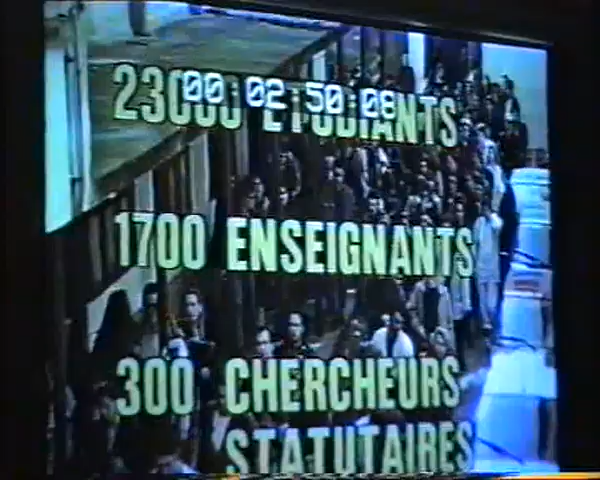 23000 ETUDIANTS
00:02:50:08
1700 ENSEIGNANTS
300 CHERCHEURS
STATUTAIRES